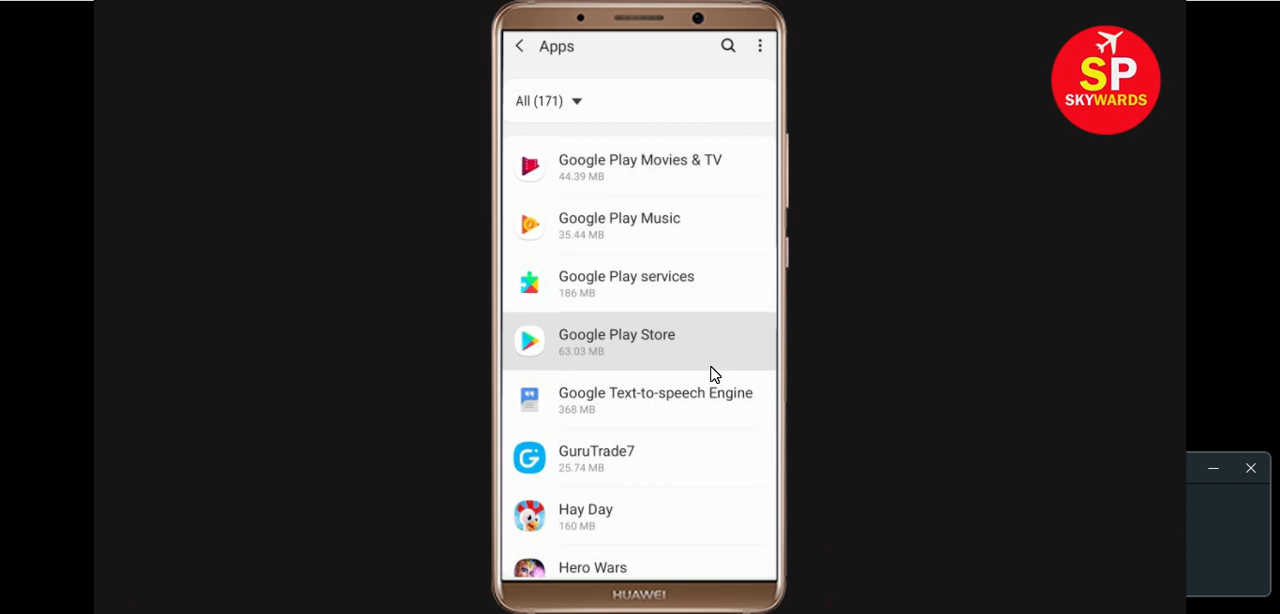 Apps
All (171)
Google Play Movies & TV
44.39 MB
Google Play Music
35.44 MB
Google Play services
186 MB
Google Play Store
63.03 MB
Google Text-to-speech Engine
368 MB
GuruTrade7
25.74 MB
Hay Day
160 MB
Hero Wars
HUAWEI
SP
SKYWARDS